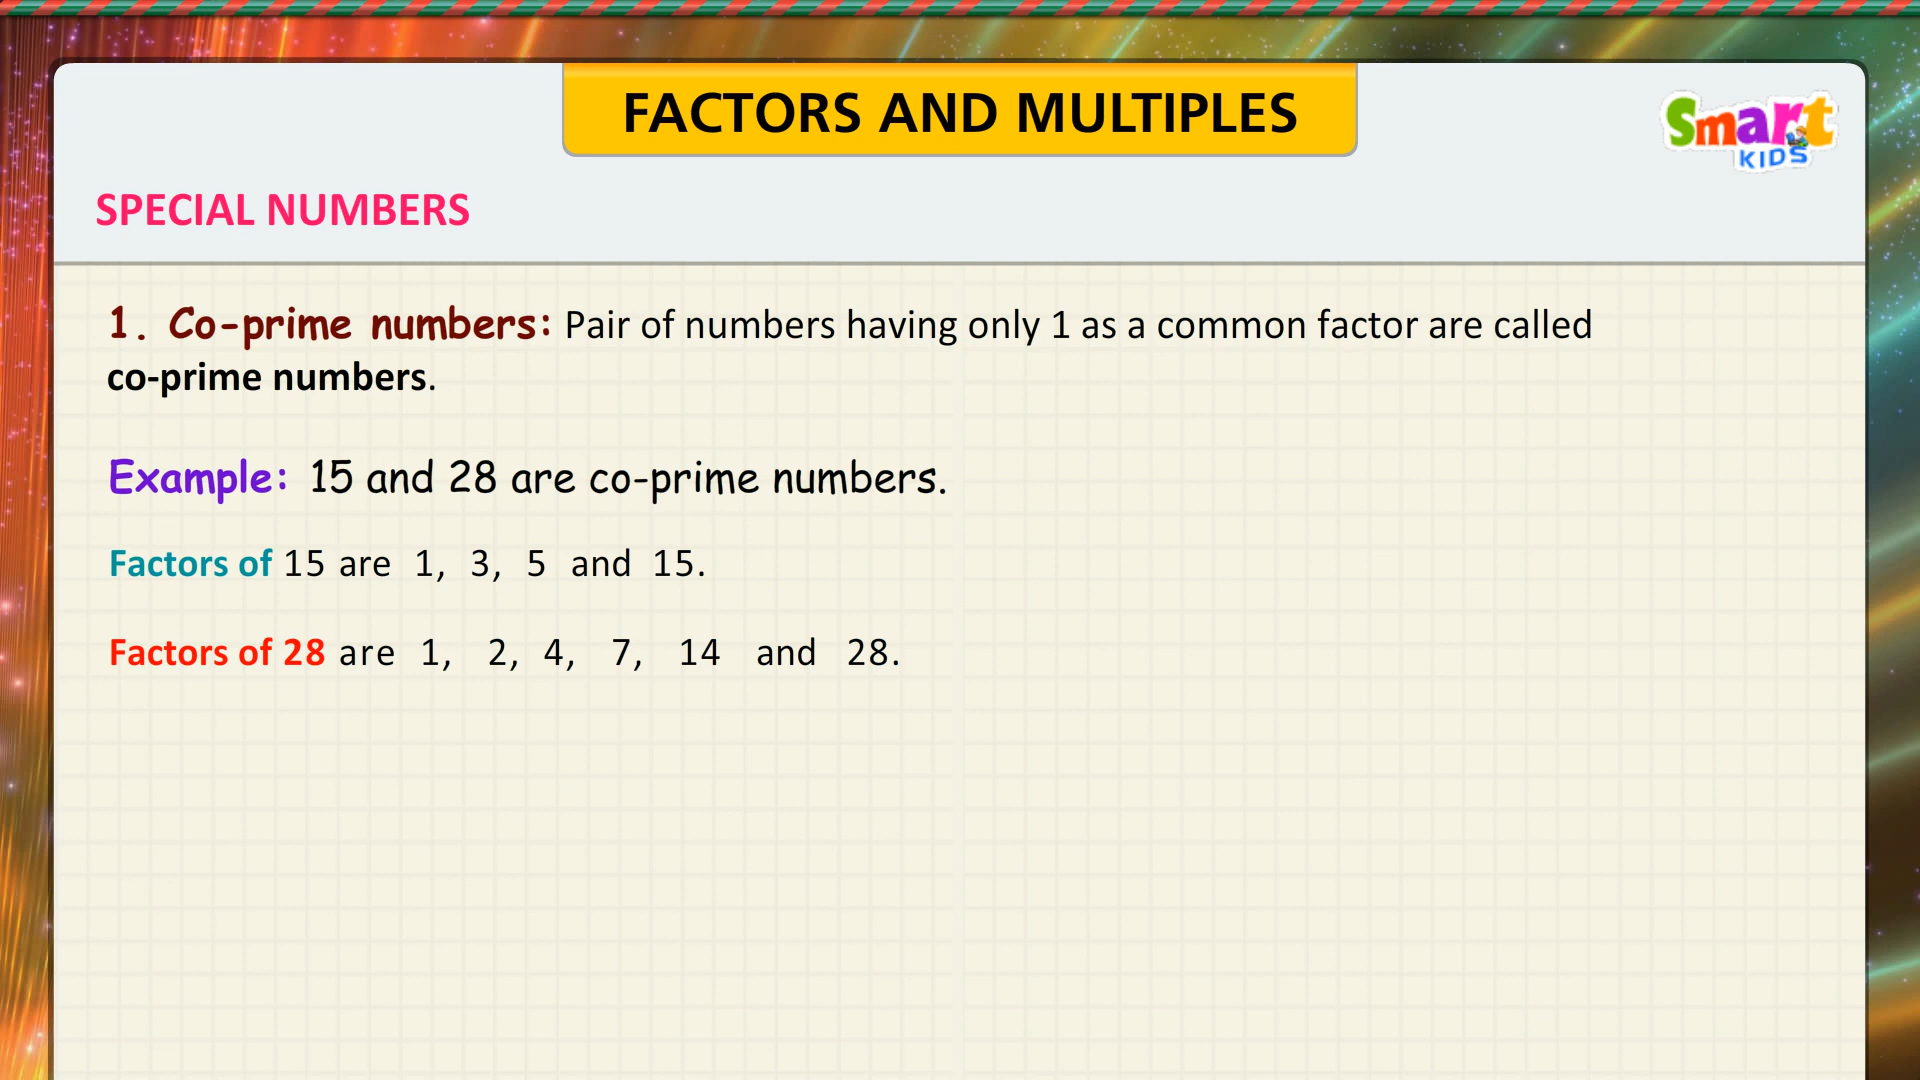 FACTORS AND MULTIPLES
Smart
KIDS
SPECIAL NUMBERS
1. Co-prime numbers: Pair of numbers having only 1 as a common factor are called
co-prime numbers.
Example: 15 and 28 are co-prime numbers.
Factors of 15 are 1, 3, 5 and 15.
Factors of 28 are 1, 2, 4, 7, 14 and 28.